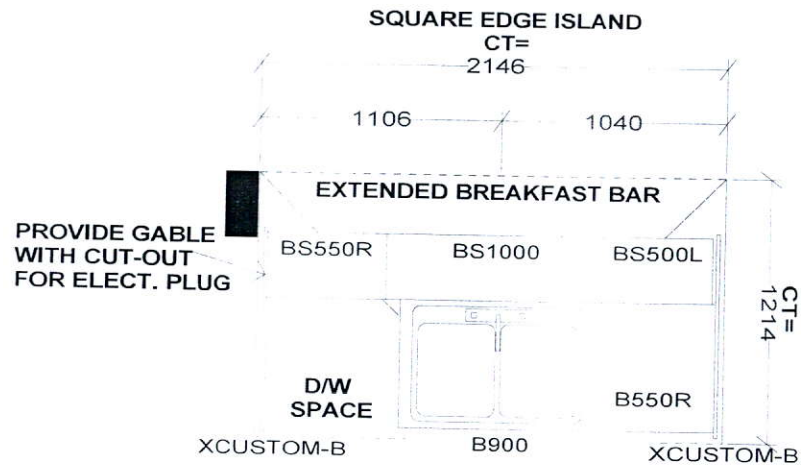 SQUARE EDGE ISLAND
CT=
2146
1106
1040
EXTENDED BREAKFAST BAR
PROVIDE GABLE
WITH CUT-OUT
FOR ELECT. PLUG
BS550R
BS1000
BS500L
CT=
1214
D/W
SPACE
B550R
XCUSTOM-B
B900
XCUSTOM-B